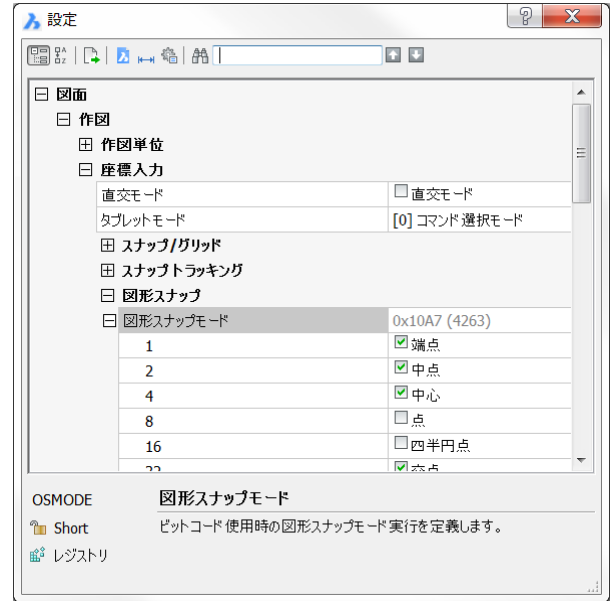 設定
図面
作図
作図単位
座標入力
直交モード 直交モード
タブレットモード [0] コマンド選択モード
スナップ/グリッド
スナップトラッキング
図形スナップ
図形スナップモード 0x10A7 (4263)
1 端点
2 中点
4 中心
8 点
16 四半円点
32 交点
OSMODE 図形スナップモード
Short ビットコード使用時の図形スナップモード実行を定義します。
レジストリ